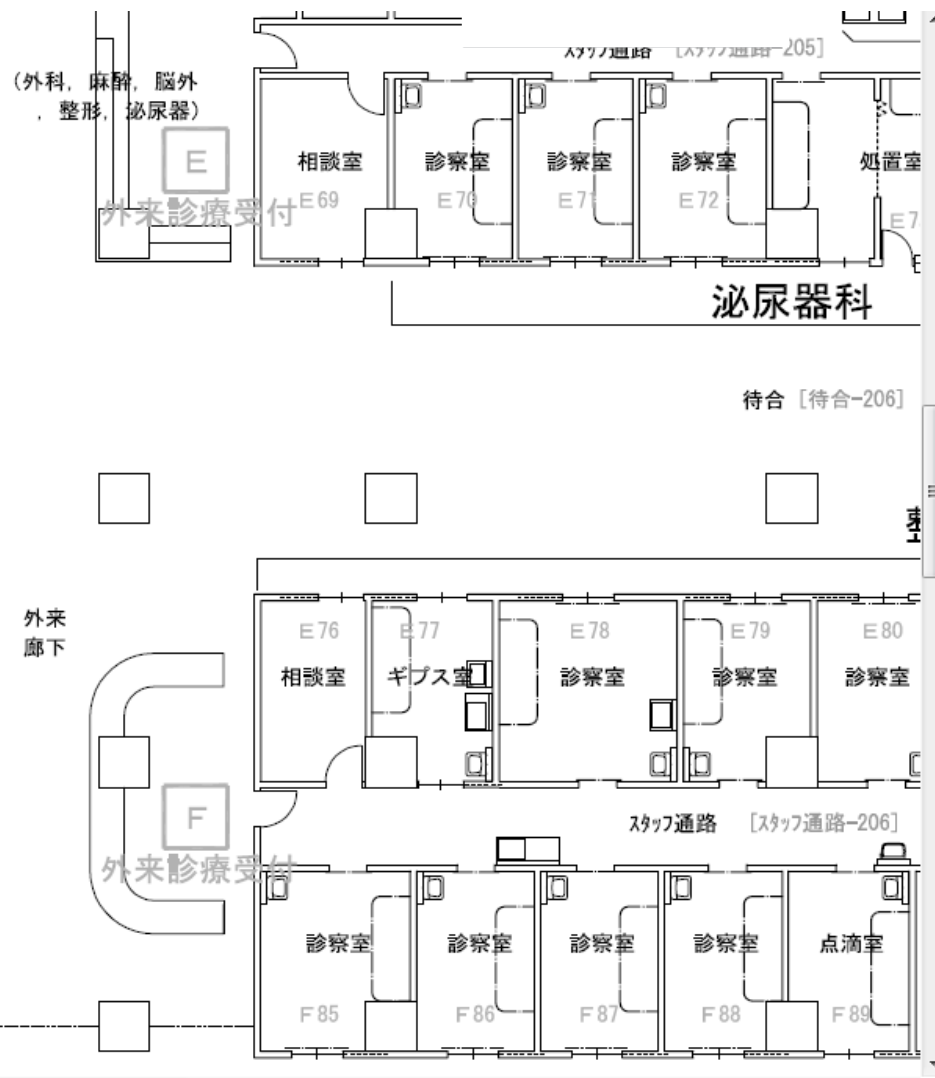 スタッフ通路 [スタッフ通路-205]
(外科, 麻酔, 脳外
, 整形, 泌尿器)
E
外来診療受付
相談室
E69
診察室
E70
診察室
E71
診察室
E72
処置室
泌尿器科
待合 [待合-206]
外来
廊下
E76
相談室
E77
ギプス室
E78
診察室
E79
診察室
E80
診察室
スタッフ通路 [スタッフ通路-206]
F
外来診療受付
診察室
F85
診察室
F86
診察室
F87
診察室
F88
点滴室
F89